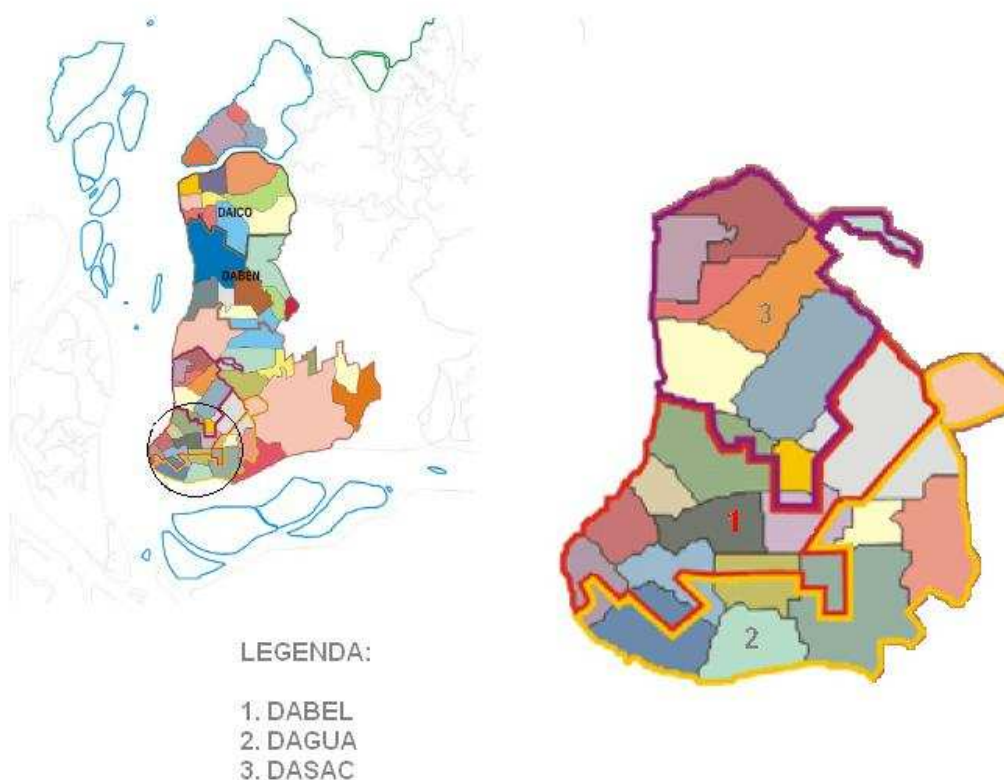 DAICO
DABEN
3
1
2
LEGENDA:
1. DABEL
2. DAGUA
3. DASAC